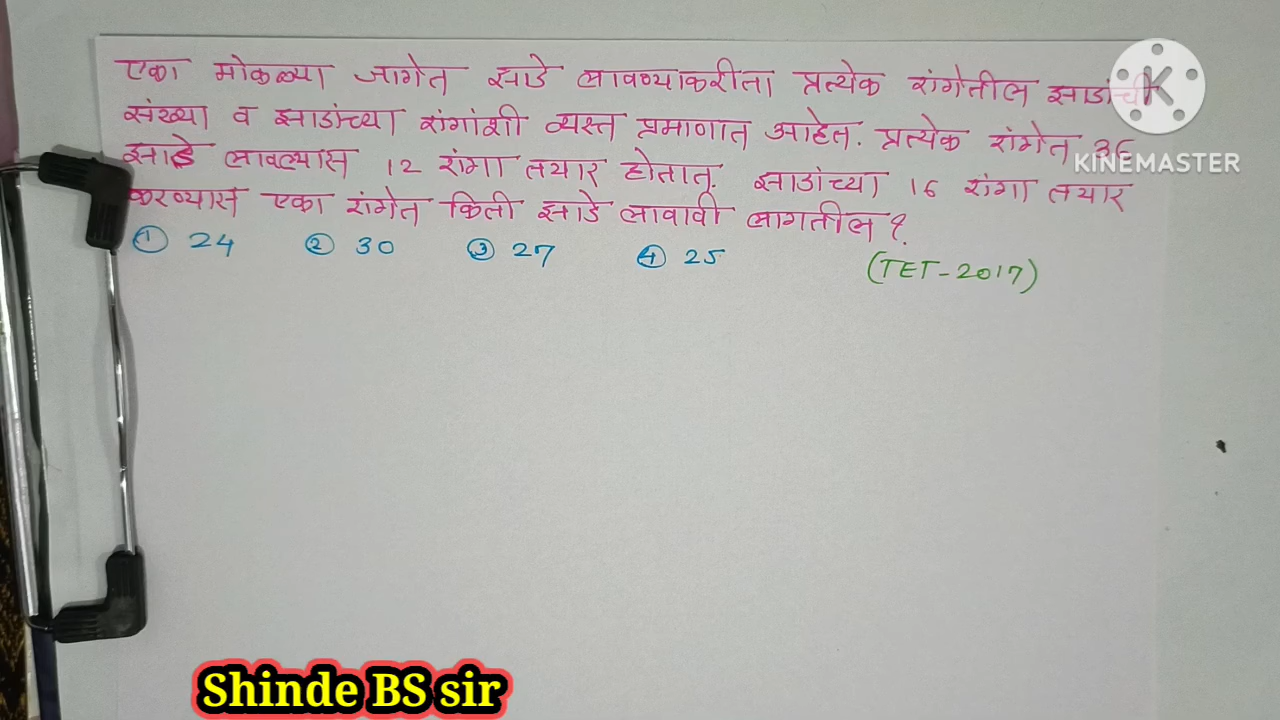 एका मोकळ्या जागेत झाडे लावण्याकरीता प्रत्येक रांगेतील झाडांची
संख्या व झाडांच्या रांगांशी व्यस्त प्रमाणात आहेत. प्रत्येक रांगेत 36
झाडे लावल्यास 12 रांगा तयार होतात. झाडांच्या 16 रांगा तयार
करण्यास एका रांगेत किती झाडे लावावी लागतील ?
① 24 ② 30 ③ 27 ④ 25
(TET-2017)
KINEMASTER
Shinde BS sir